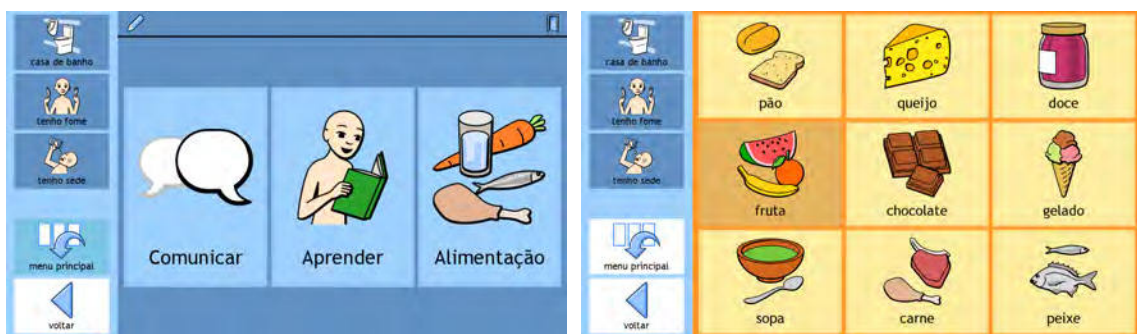 casa de banho
tenho fome
tenho sede
menu principal
voltar
Comunicar
Aprender
Alimentação
casa de banho
tenho fome
tenho sede
menu principal
voltar
pão
queijo
doce
fruta
chocolate
gelado
sopa
carne
peixe